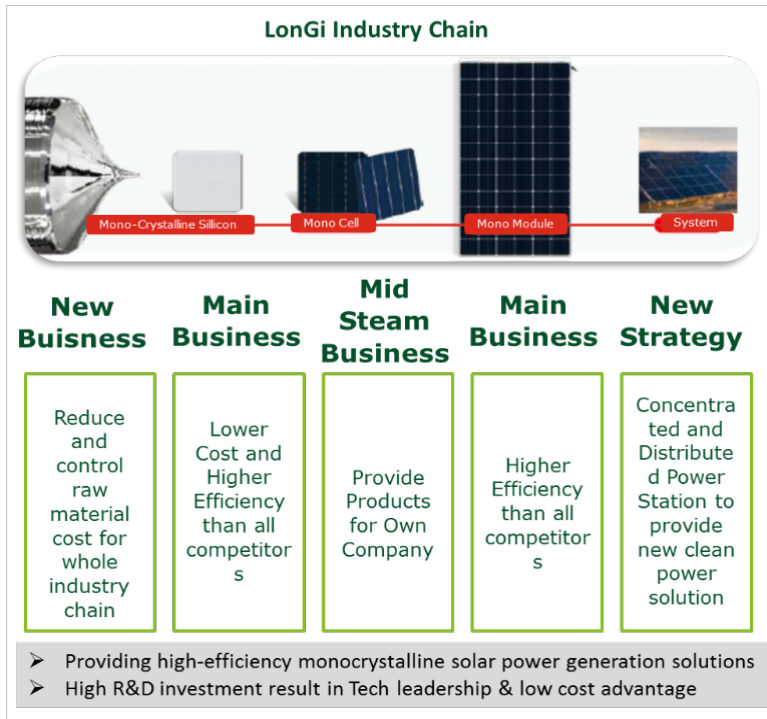 LonGi Industry Chain
Mono-Crystalline Sillicon
Mono Cell
Mono Module
System
New
Buisness
Main
Business
Mid
Steam
Business
Main
Business
New
Strategy
Reduce
and
control
raw
material
cost for
whole
industry
chain
Lower
Cost and
Higher
Efficiency
than all
competitor
s
Provide
Products
for Own
Company
Higher
Efficiency
than all
competitor
s
Concentra
ted and
Distribute
d Power
Station to
provide
new clean
power
solution
➢ Providing high-efficiency monocrystalline solar power generation solutions
➢ High R&D investment result in Tech leadership & low cost advantage